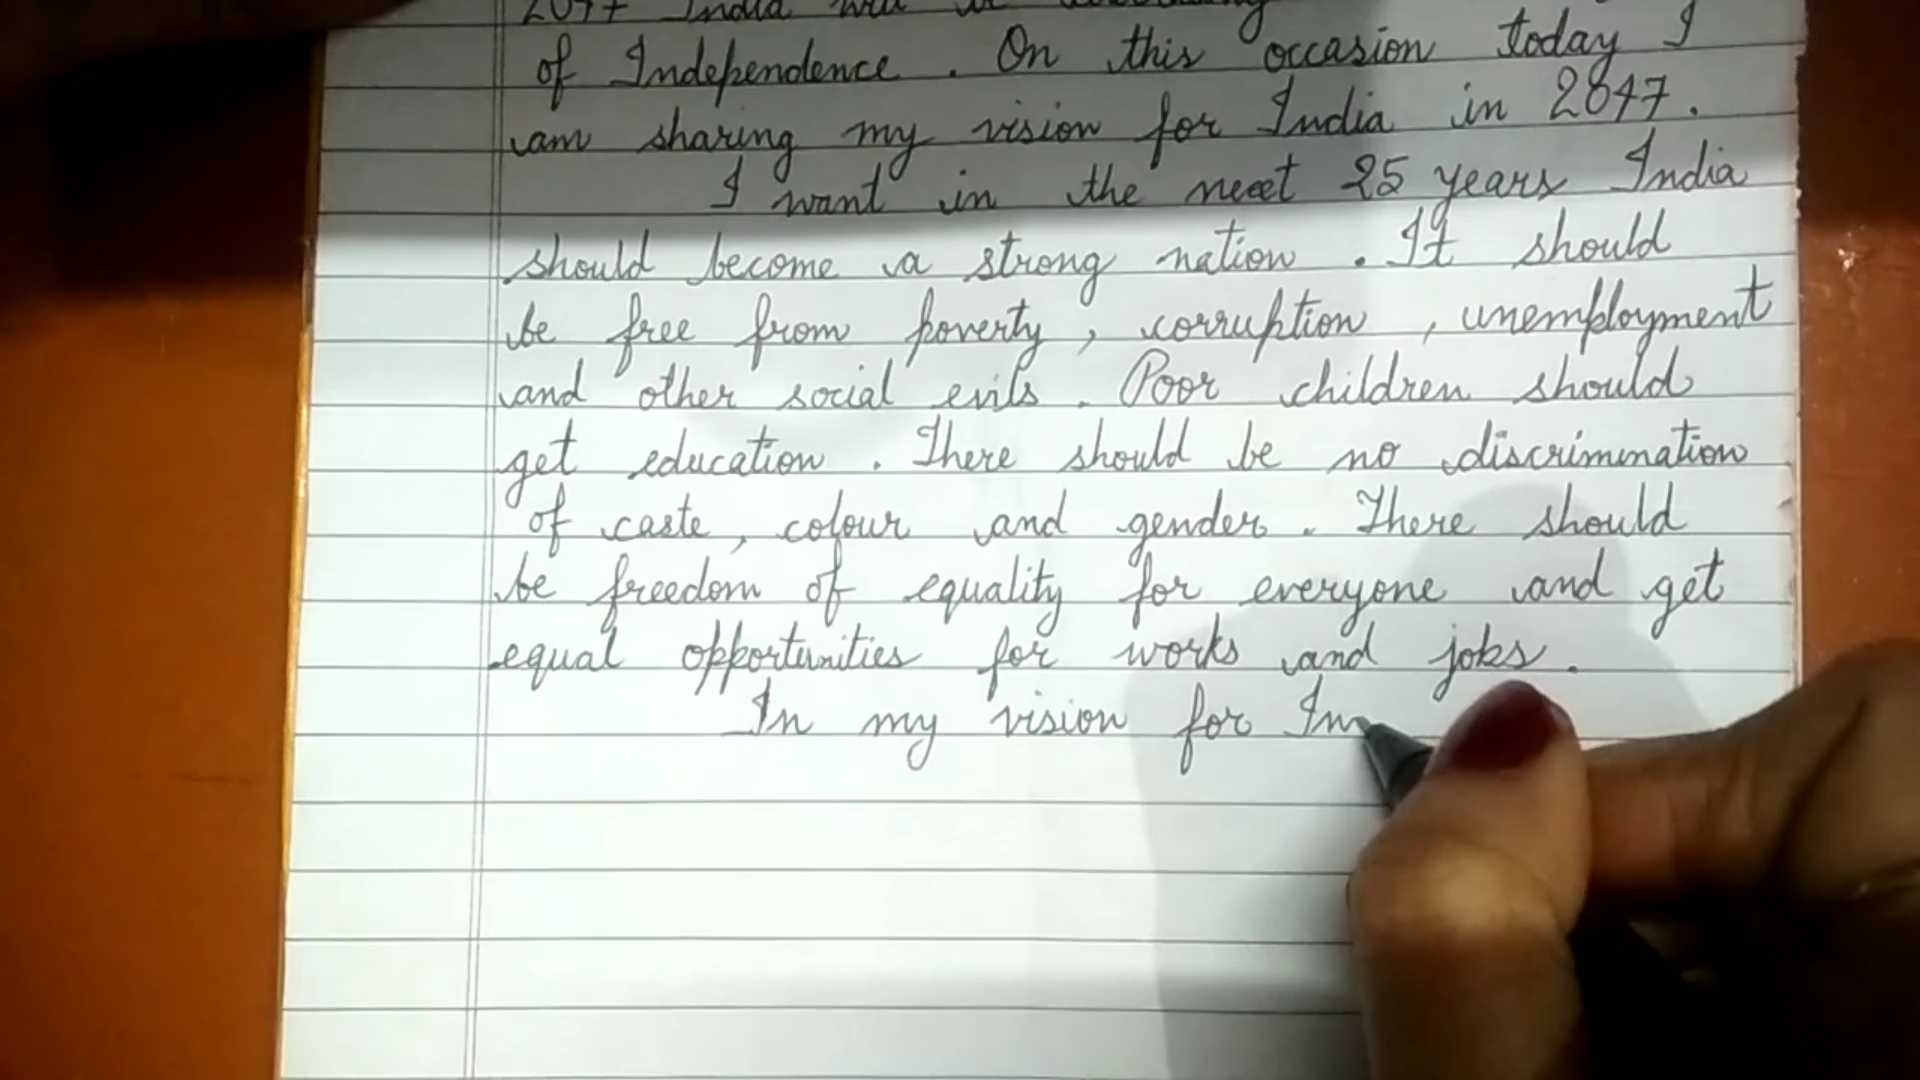 2047 India will
of Independence. On this occasion today I
am sharing my vision for India in 2047.
I want in the next 25 years India
should become a strong nation. It should
be free from poverty, corruption, unemployment
and other social evils. Poor children should
get education. There should be no discrimination
of caste, colour and gender. There should
be freedom of equality for everyone and get
equal opportunities for works and jobs.
In my vision for In